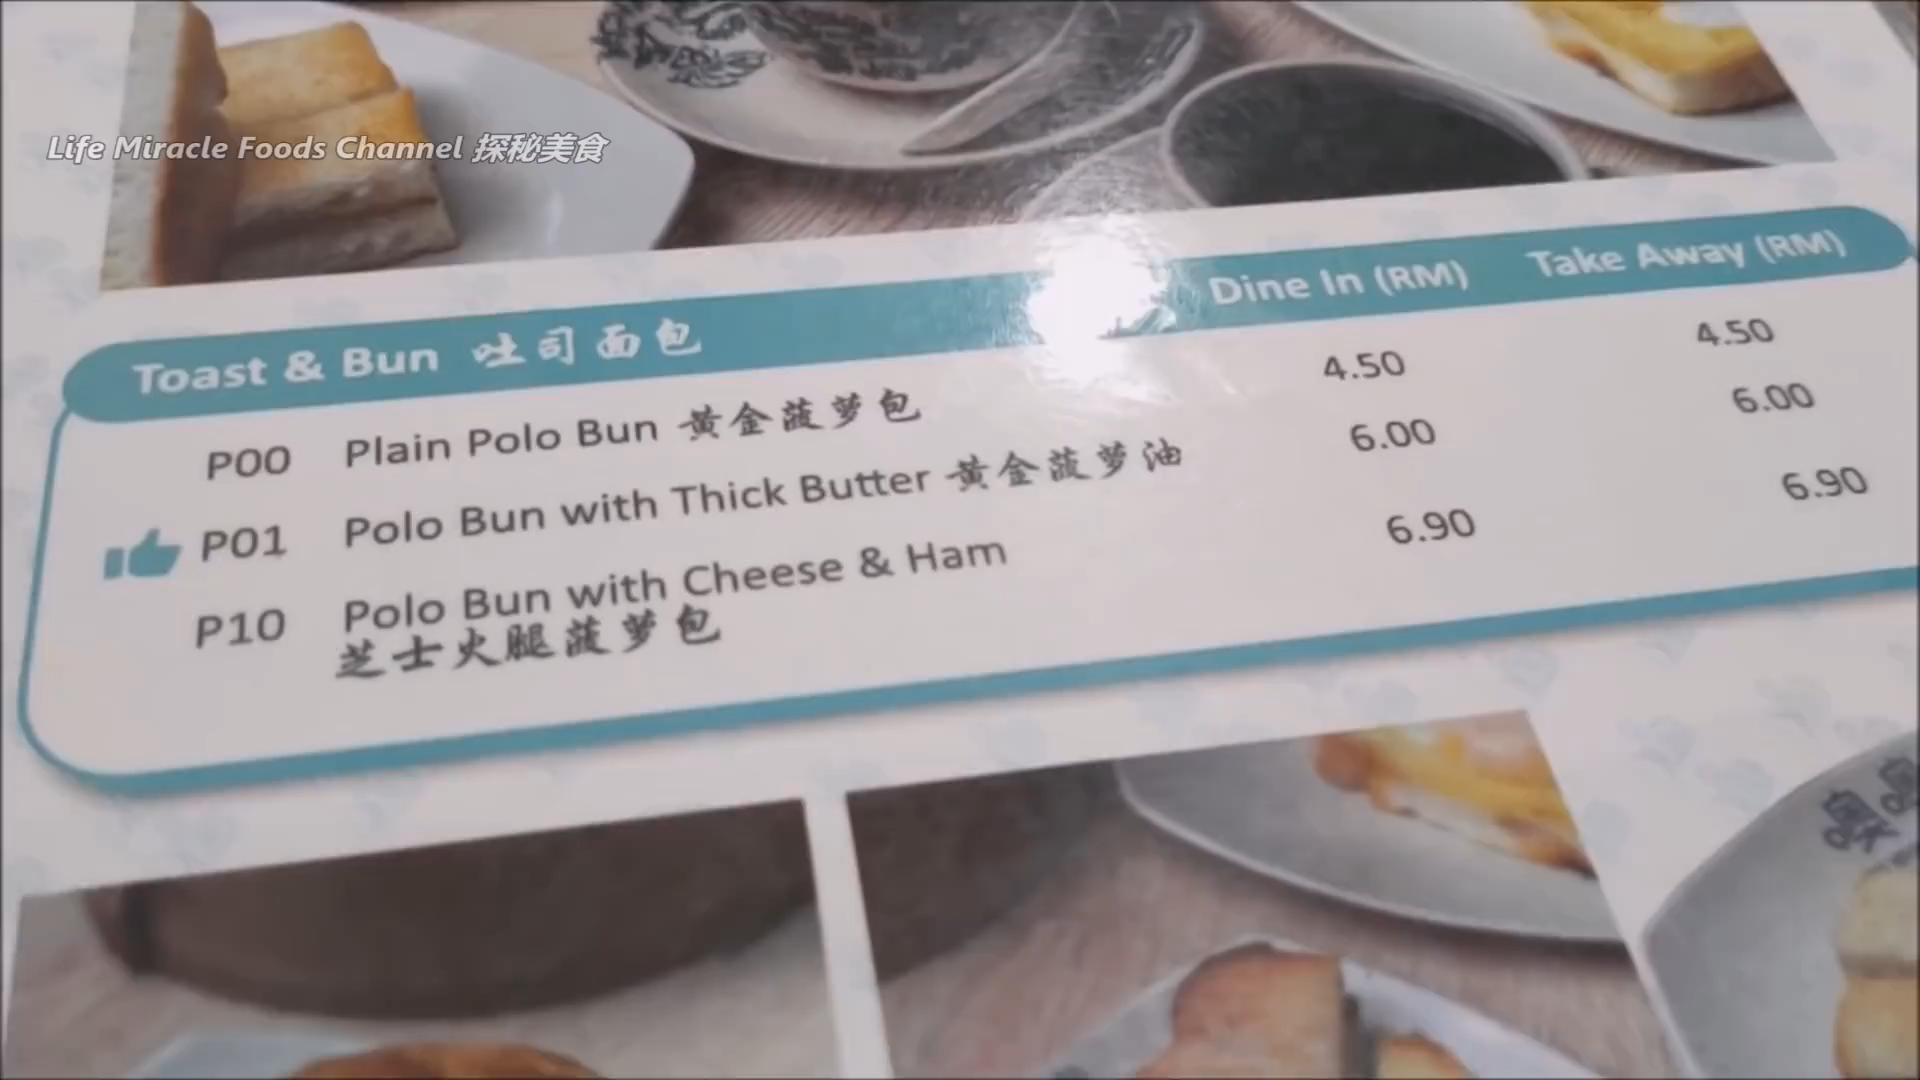 Life Miracle Foods Channel 探秘美食
Toast & Bun 吐司面包 Dine In (RM) Take Away (RM)
P00 Plain Polo Bun 黄金菠萝包 4.50 4.50
P01 Polo Bun with Thick Butter 黄金菠萝油 6.00 6.00
P10 Polo Bun with Cheese & Ham 6.90 6.90
芝士火腿菠萝包